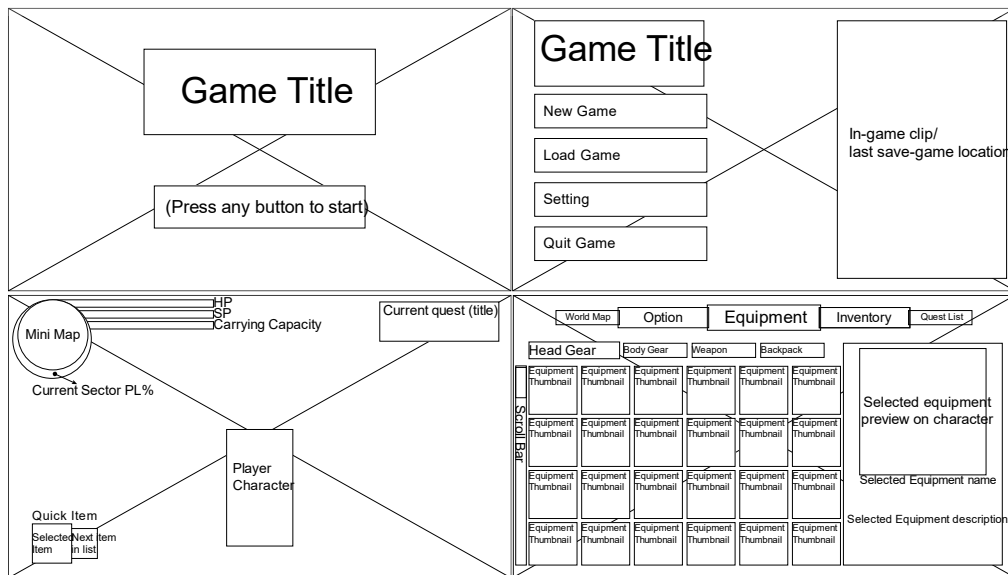 Game Title
(Press any button to start)
Game Title
New Game
Load Game
Setting
Quit Game
In-game clip/
last save-game location
HP
SP
Carrying Capacity
Mini Map
Current Sector PL%
Current quest (title)
Player
Character
Quick Item
Selected
Item
Next item
in list
World Map
Option
Equipment
Inventory
Quest List
Head Gear
Body Gear
Weapon
Backpack
Scroll Bar
Equipment Equipment Equipment Equipment Equipment Equipment
Thumbnail Thumbnail Thumbnail Thumbnail Thumbnail Thumbnail
Equipment Equipment Equipment Equipment Equipment Equipment
Thumbnail Thumbnail Thumbnail Thumbnail Thumbnail Thumbnail
Equipment Equipment Equipment Equipment Equipment Equipment
Thumbnail Thumbnail Thumbnail Thumbnail Thumbnail Thumbnail
Equipment Equipment Equipment Equipment Equipment Equipment
Thumbnail Thumbnail Thumbnail Thumbnail Thumbnail Thumbnail
Selected equipment
preview on character
Selected Equipment name
Selected Equipment description